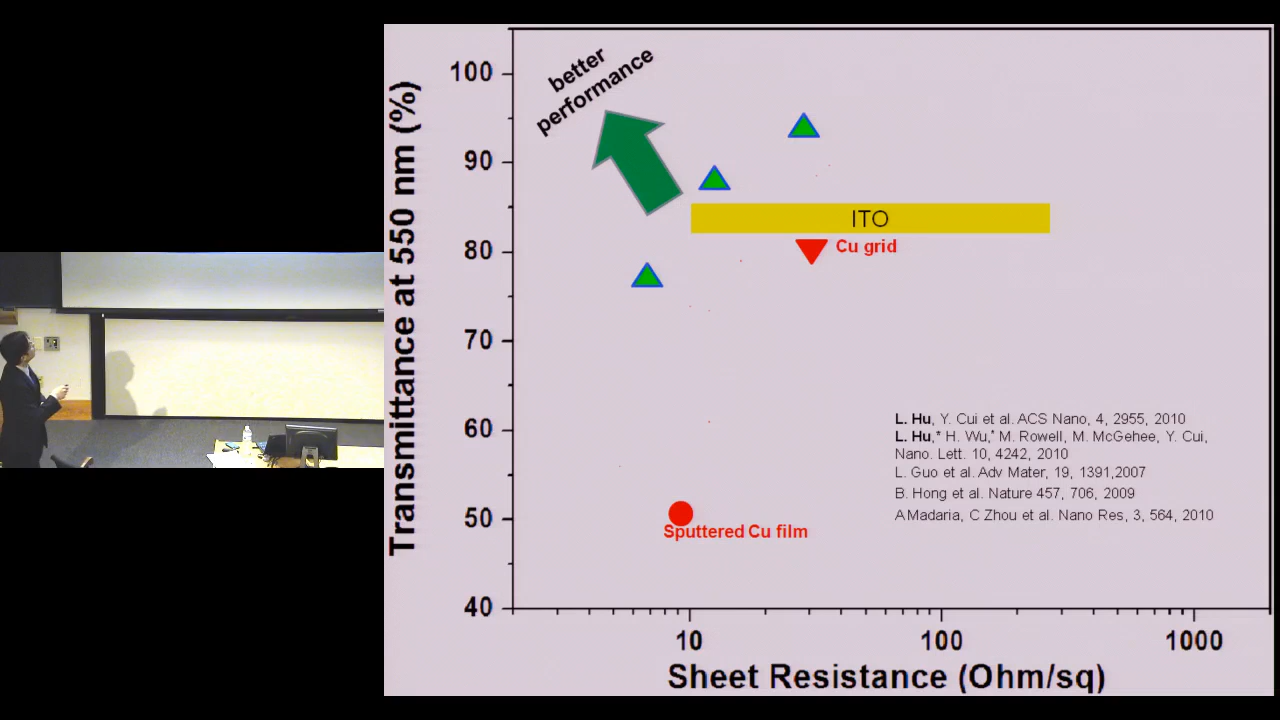 better
performance
Transmittance at 550 nm (%)
100
90
80
70
60
50
40
ITO
Cu grid
Sputtered Cu film
L. Hu, Y. Cui et al. ACS Nano, 4, 2955, 2010
L. Hu,* H. Wu,* M. Rowell, M. McGehee, Y. Cui,
Nano. Lett. 10, 4242, 2010
L. Guo et al. Adv Mater, 19, 1391,2007
B. Hong et al. Nature 457, 706, 2009
A Madaria, C Zhou et al. Nano Res, 3, 564, 2010
10
100
1000
Sheet Resistance (Ohm/sq)